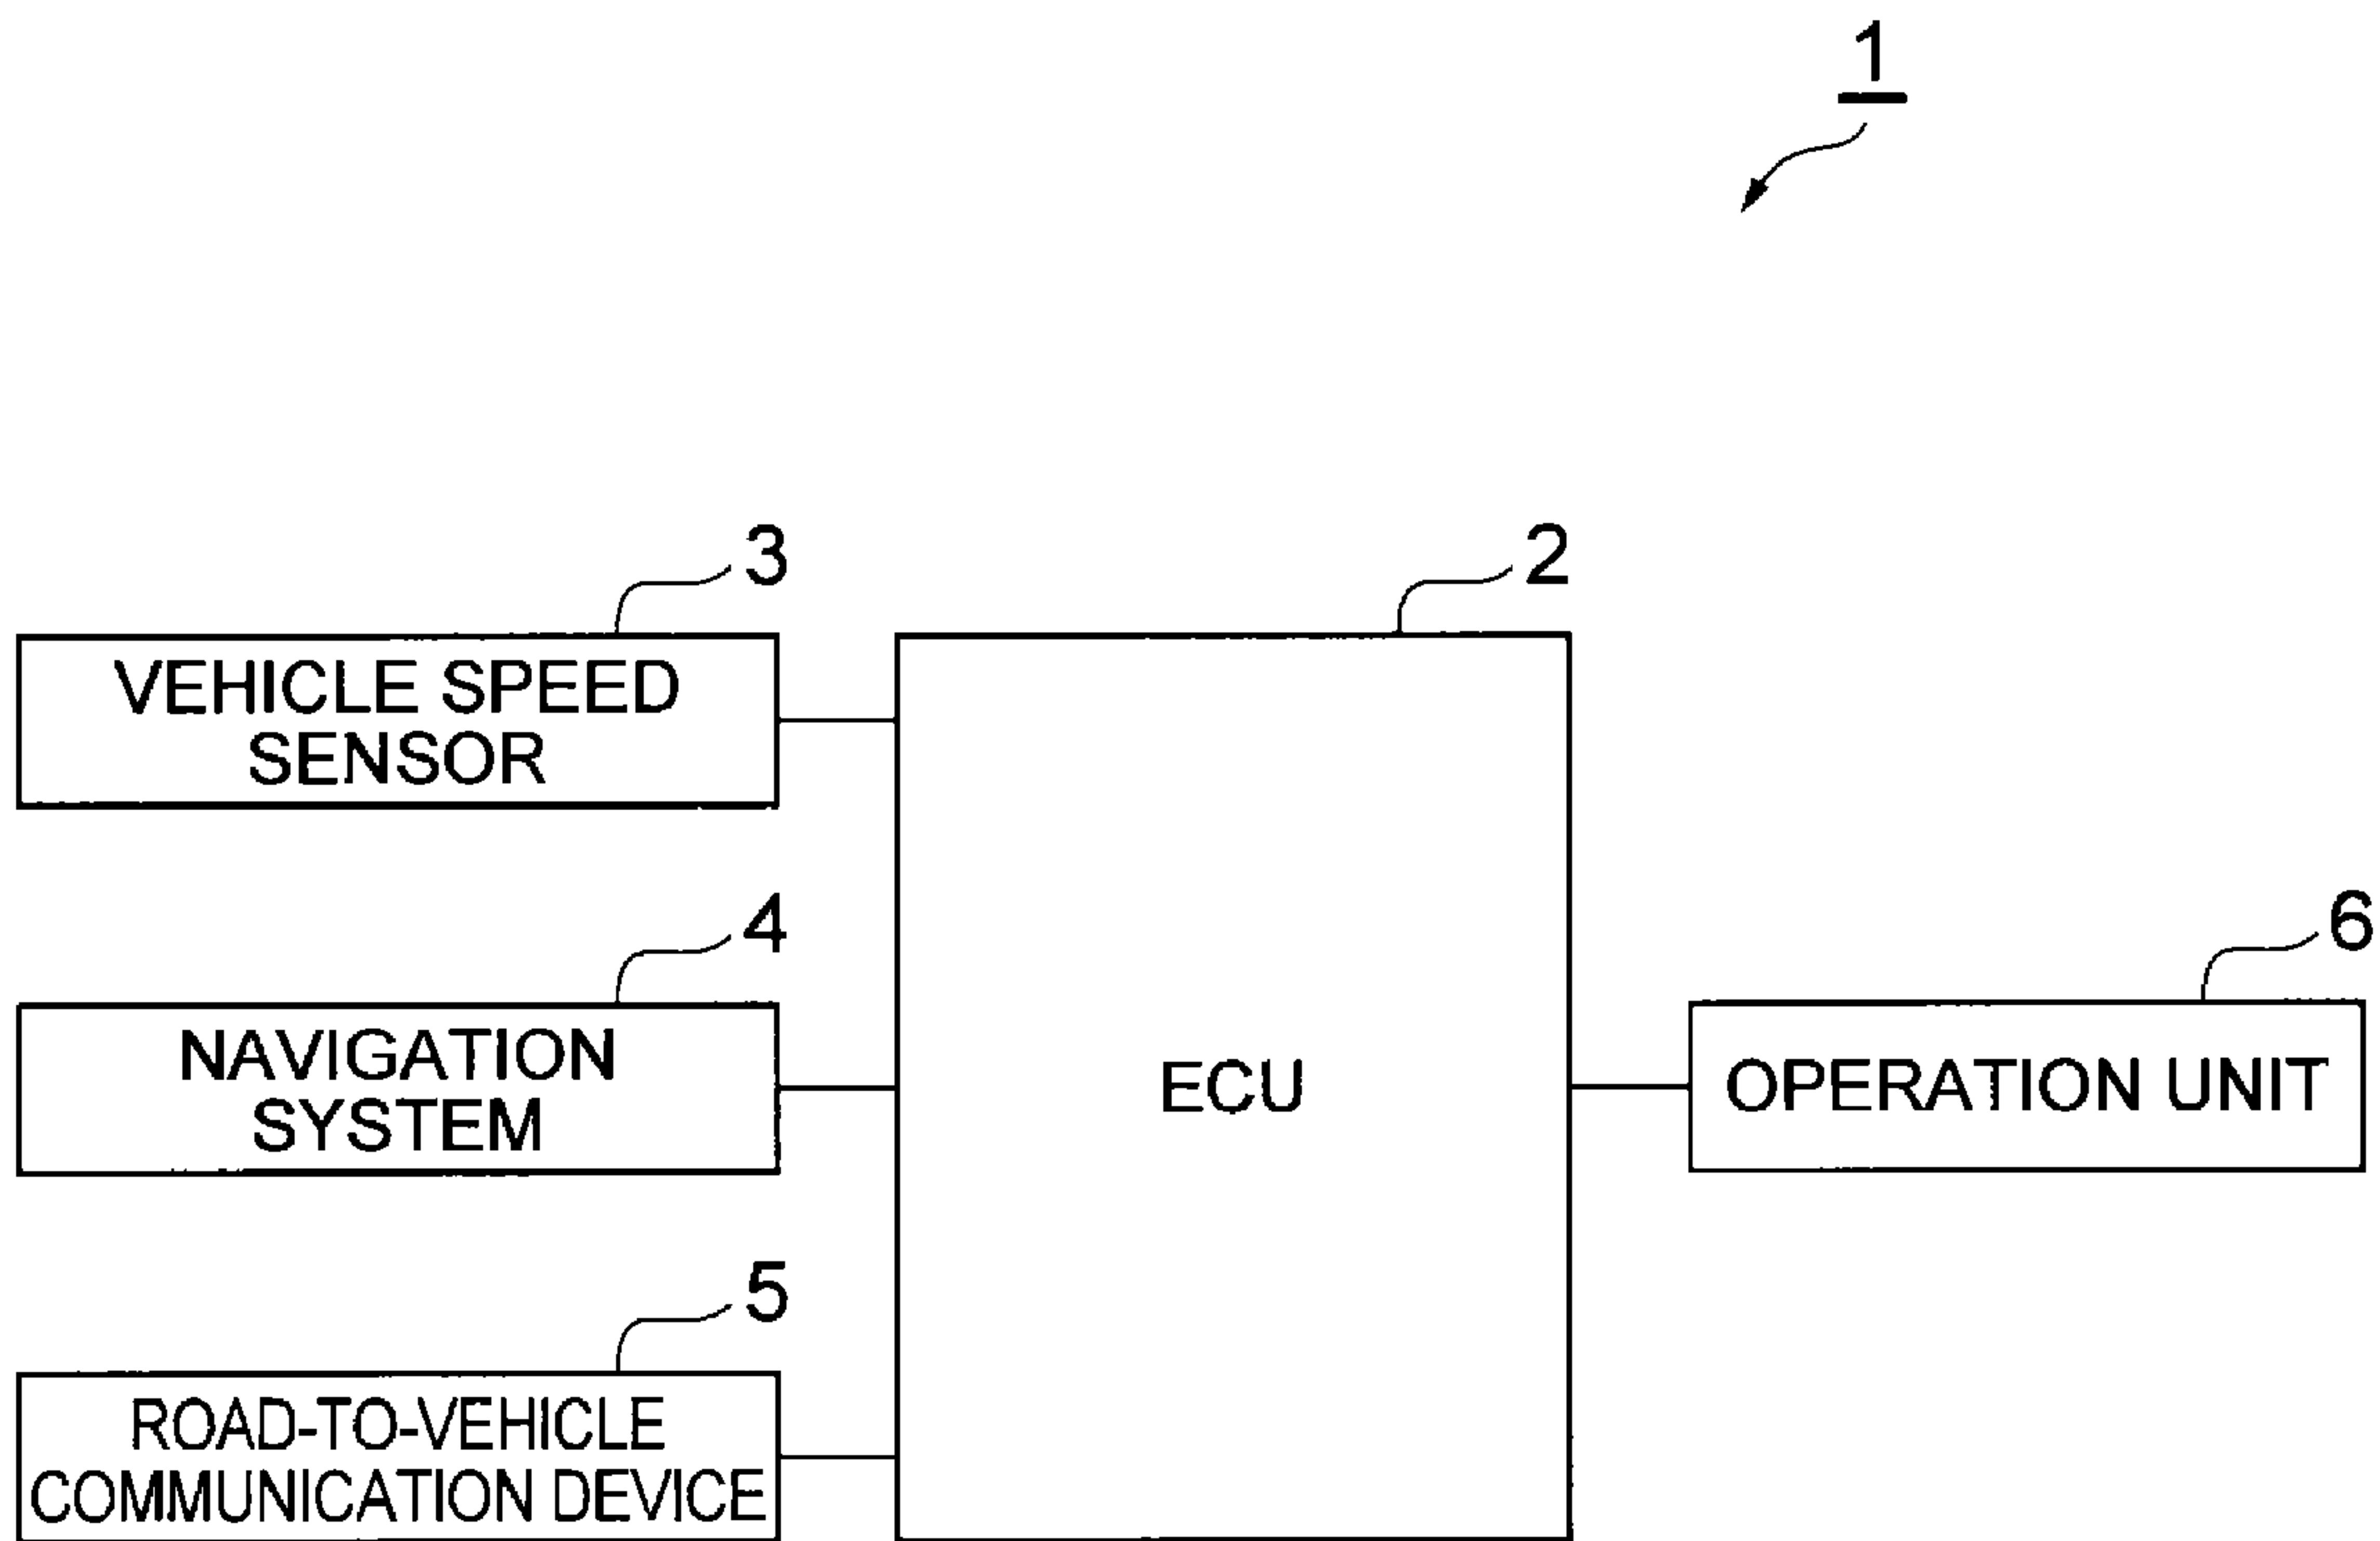 1
3
2
VEHICLE SPEED
SENSOR
4
6
NAVIGATION
SYSTEM
ECU
OPERATION UNIT
5
ROAD-TO-VEHICLE
COMMUNICATION DEVICE